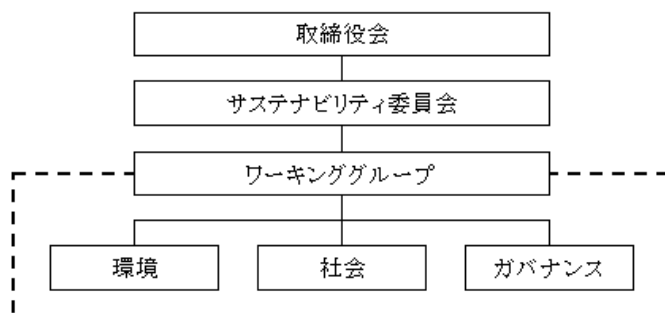 取締役会
サステナビリティ委員会
ワーキンググループ
環境
社会
ガバナンス